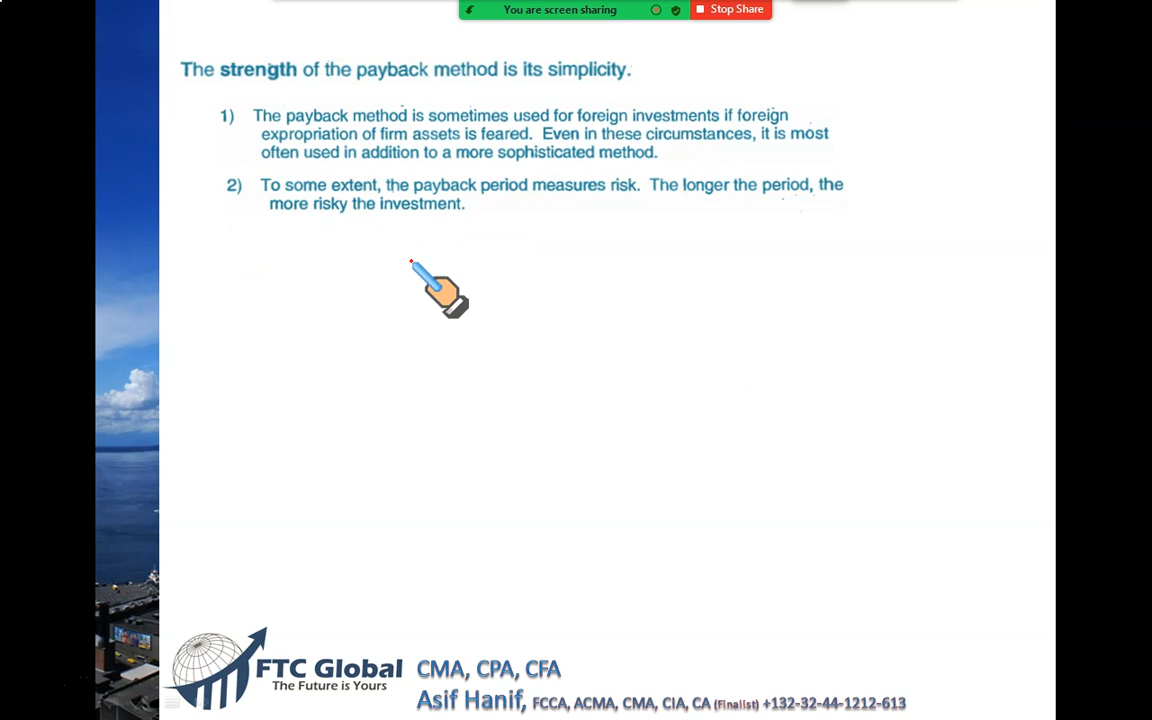 You are screen sharing
Stop Share
The strength of the payback method is its simplicity.
1) The payback method is sometimes used for foreign investments if foreign
expropriation of firm assets is feared. Even in these circumstances, it is most
often used in addition to a more sophisticated method.
2) To some extent, the payback period measures risk. The longer the period, the
more risky the investment.
FTC Global
The Future is Yours
CMA, CPA, CFA
Asif Hanif, FCCA, ACMA, CMA, CIA, CA (Finalist) +132-32-44-1212-613